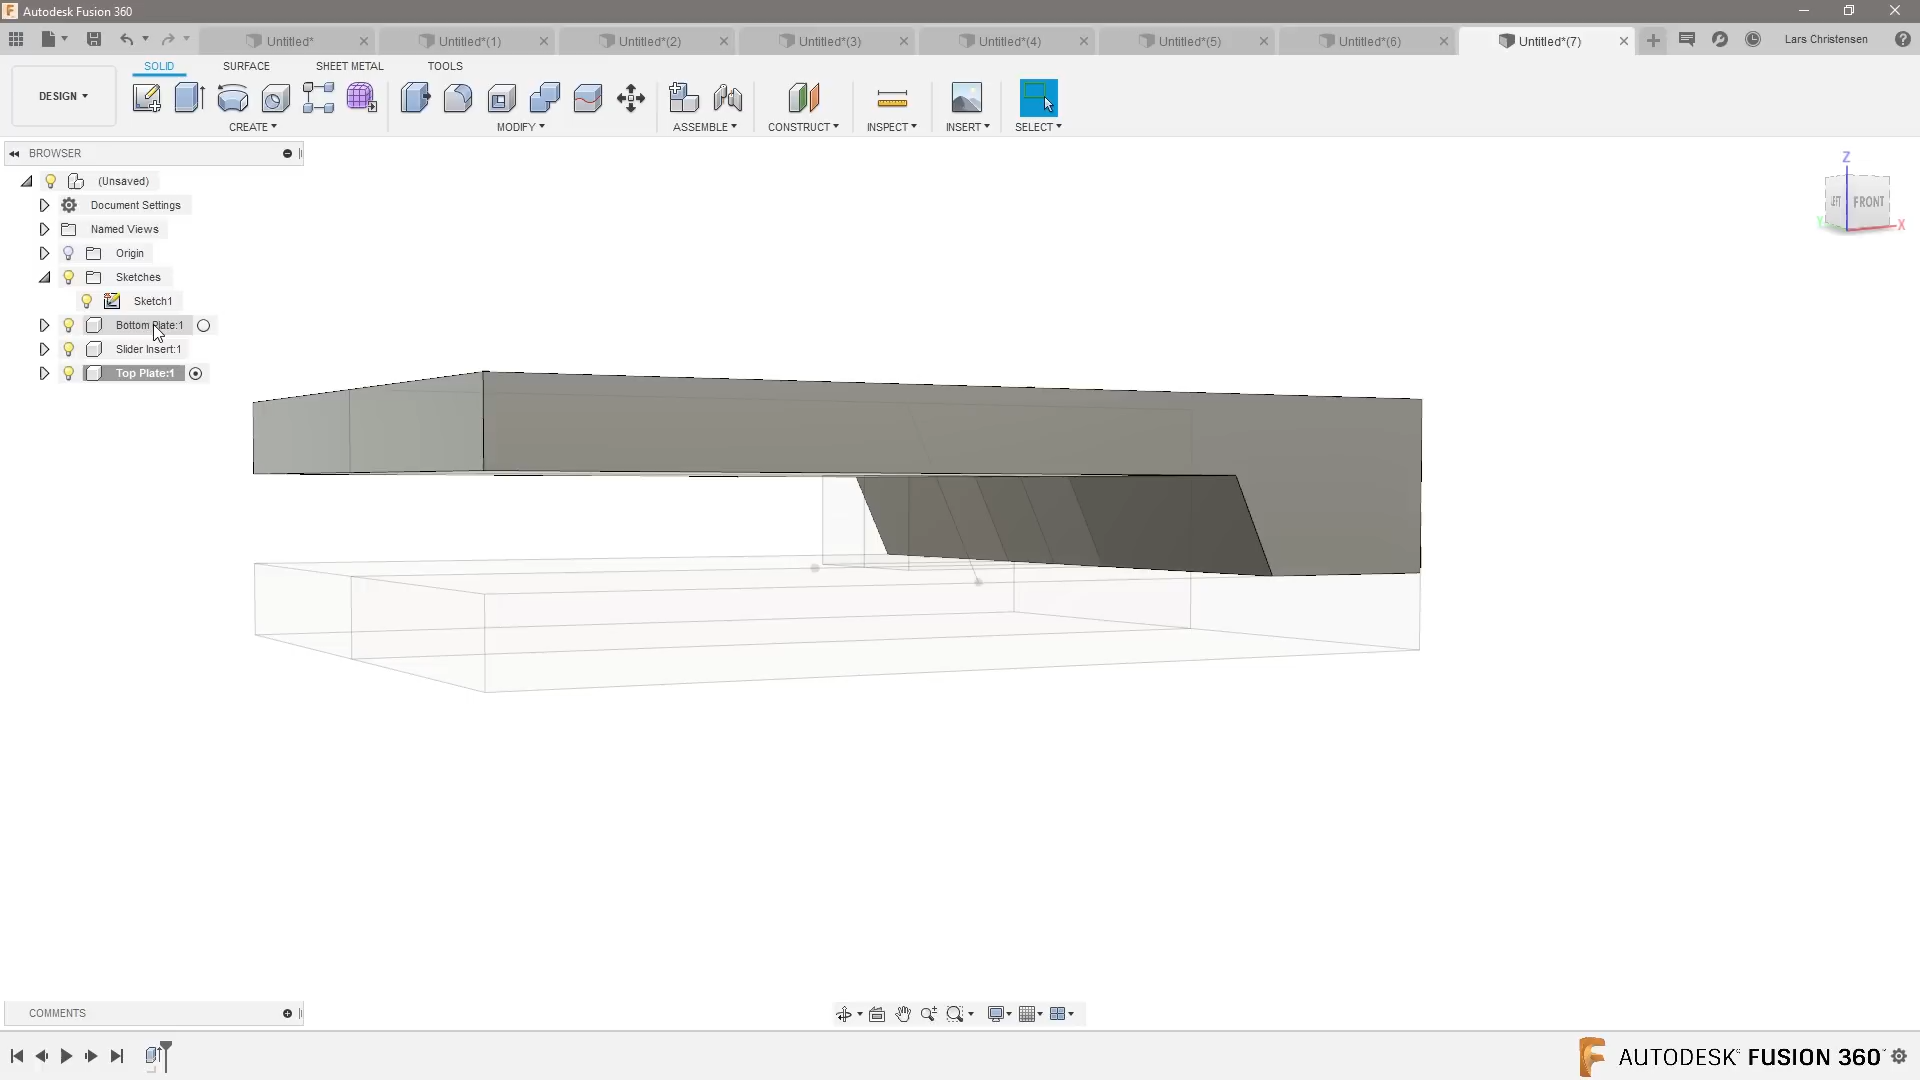 Autodesk Fusion 360
Untitled*
Untitled*(1)
Untitled*(2)
Untitled*(3)
Untitled*(4)
Untitled*(5)
Untitled*(6)
Untitled*(7)
Lars Christensen
DESIGN
SOLID
SURFACE
SHEET METAL
TOOLS
CREATE
MODIFY
ASSEMBLE
CONSTRUCT
INSPECT
INSERT
SELECT
BROWSER
(Unsaved)
Document Settings
Named Views
Origin
Sketches
Sketch1
Bottom Plate:1
Slider Insert:1
Top Plate:1
Z
LEFT
FRONT
Y
X
COMMENTS
AUTODESK FUSION 360